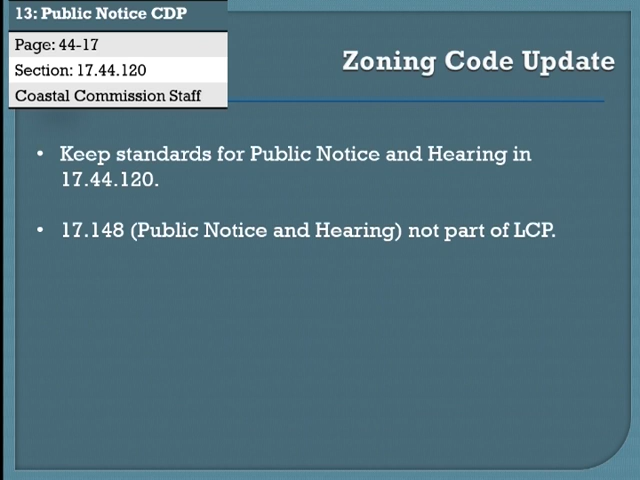 13: Public Notice CDP
Page: 44-17
Section: 17.44.120
Coastal Commission Staff
Zoning Code Update
• Keep standards for Public Notice and Hearing in
17.44.120.
• 17.148 (Public Notice and Hearing) not part of LCP.